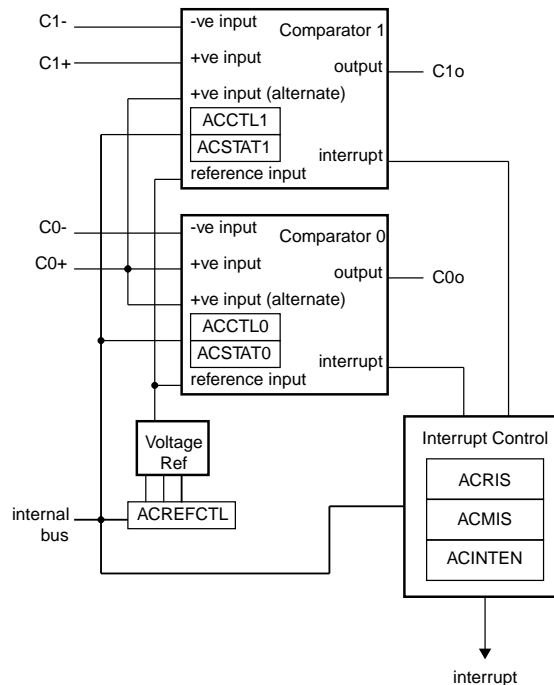 C1-
-ve input
Comparator 1
C1+
+ve input
output
C1o
+ve input (alternate)
ACCTL1
ACSTAT1
interrupt
reference input
C0-
-ve input
Comparator 0
C0+
+ve input
output
C0o
+ve input (alternate)
ACCTL0
ACSTAT0
interrupt
reference input
Voltage
Ref
Interrupt Control
ACRIS
ACMIS
ACINTEN
internal
bus
ACREFCTL
interrupt